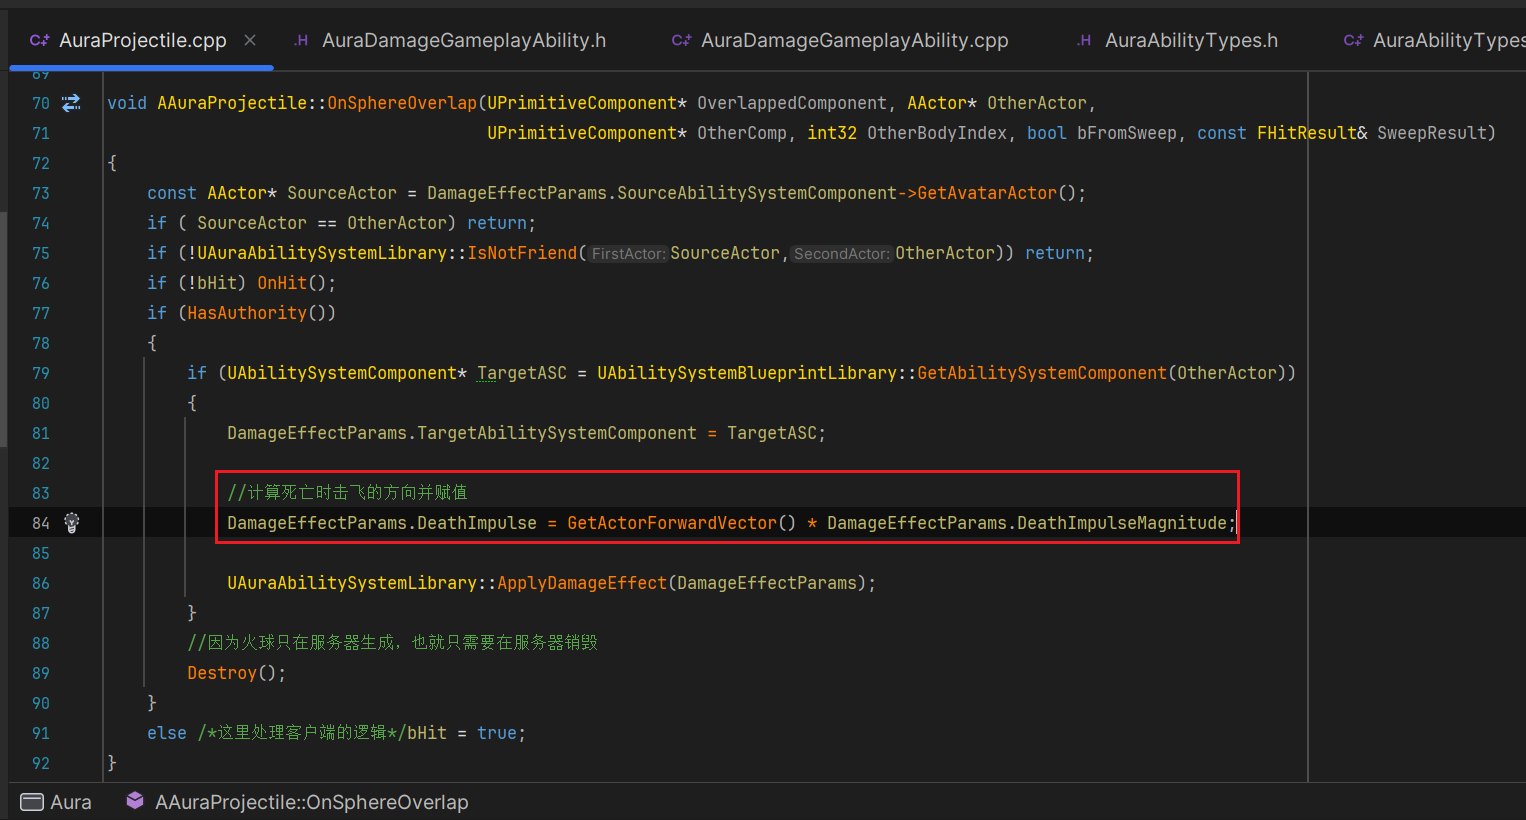 AuraProjectile.cpp AuraDamageGameplayAbility.h AuraDamageGameplayAbility.cpp AuraAbilityTypes.h AuraAbilityTypes
69
70 void AAuraProjectile::OnSphereOverlap(UPrimitiveComponent* OverlappedComponent, AActor* OtherActor,
71 UPrimitiveComponent* OtherComp, int32 OtherBodyIndex, bool bFromSweep, const FHitResult& SweepResult)
72 {
73 const AActor* SourceActor = DamageEffectParams.SourceAbilitySystemComponent->GetAvatarActor();
74 if ( SourceActor == OtherActor) return;
75 if (!UAuraAbilitySystemLibrary::IsNotFriend(FirstActor:SourceActor,SecondActor:OtherActor)) return;
76 if (!bHit) OnHit();
77 if (HasAuthority())
78 {
79 if (UAbilitySystemComponent* TargetASC = UAbilitySystemBlueprintLibrary::GetAbilitySystemComponent(OtherActor))
80 {
81 DamageEffectParams.TargetAbilitySystemComponent = TargetASC;
82
83 //计算死亡时击飞的方向并赋值
84 DamageEffectParams.DeathImpulse = GetActorForwardVector() * DamageEffectParams.DeathImpulseMagnitude;
85
86 UAuraAbilitySystemLibrary::ApplyDamageEffect(DamageEffectParams);
87 }
88 //因为火球只在服务器生成，也就只需要在服务器销毁
89 Destroy();
90 }
91 else /*这里处理客户端的逻辑*/bHit = true;
92 }
Aura AAuraProjectile::OnSphereOverlap